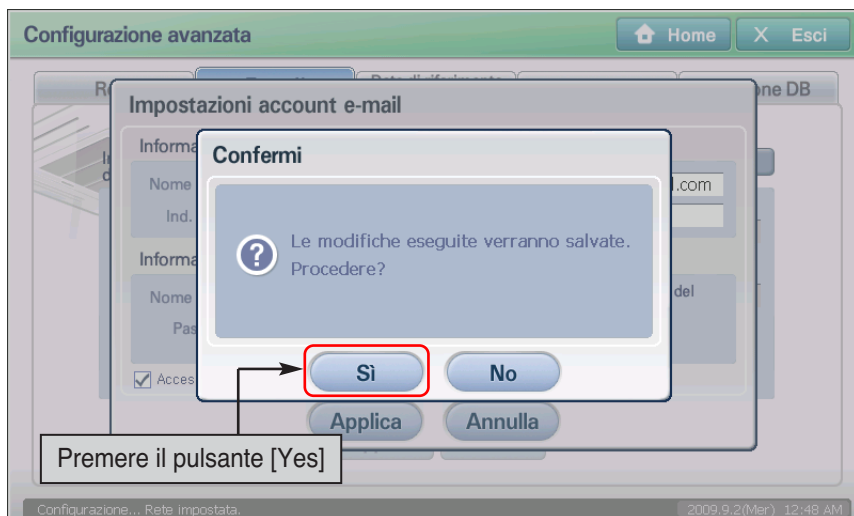 Configurazione avanzata
Home
X Esci
one DB
Impostazioni account e-mail
Informa
Nome
l.com
Ind.
Informa
Nome
del
Pas
Acces
Confermi
Le modifiche eseguite verranno salvate.
Procedere?
Sì
No
Applica
Annulla
Premere il pulsante [Yes]
Configurazione... Rete impostata.
2009.9.2(Mer) 12:48 AM